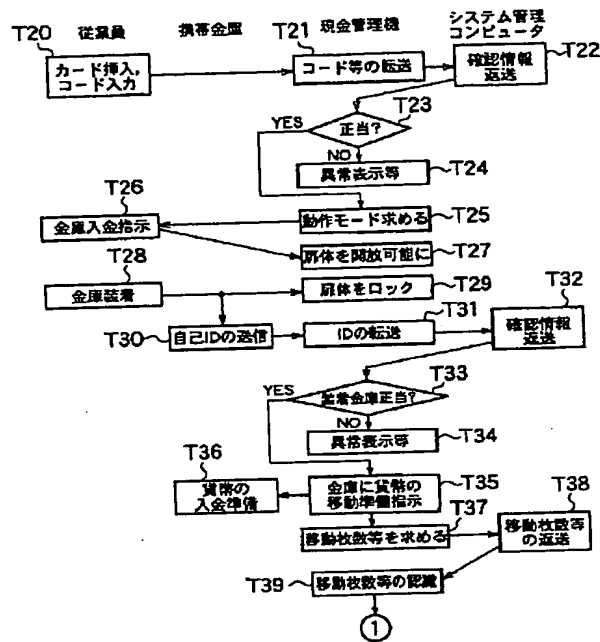 従業員 携帯金庫 現金管理機 システム管理
コンピュータ
T20 T21 T22
カード挿入,
コード入力
コード等の転送
確認情報
返送
T23
YES 正当?
NO
異常表示等 T24
T26
金庫入金指示
動作モード求める T25
扉体を開放可能に T27
T28
金庫装着
扉体をロック T29
T30 自己IDの送信
IDの転送 T31
T32
確認情報
返送
YES 装着金庫正当? T33
NO
異常表示等 T34
T36
貨幣の
入金準備
金庫に貨幣の
移動準備指示
T35
移動枚数等を求める T37
T38
移動枚数等
の返送
T39 移動枚数等の認識
1